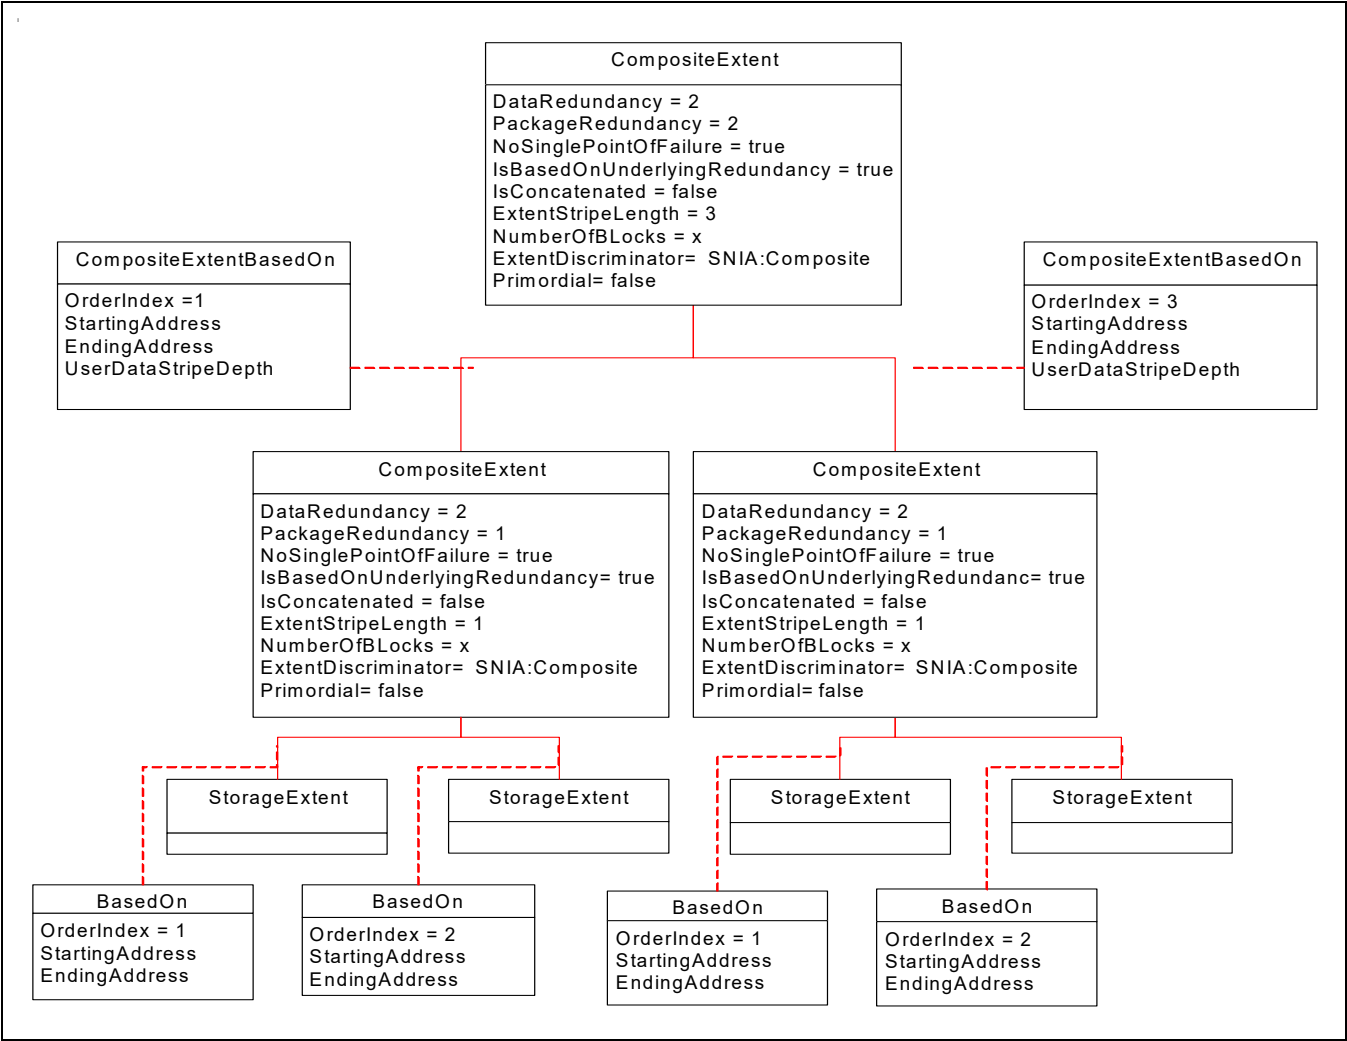 CompositeExtent
DataRedundancy = 2
PackageRedundancy = 2
NoSinglePointOfFailure = true
IsBasedOnUnderlyingRedundancy = true
IsConcatenated = false
ExtentStripeLength = 3
NumberOfBLocks = x
ExtentDiscriminator= SNIA:Composite
Primordial= false
CompositeExtentBasedOn
OrderIndex =1
StartingAddress
EndingAddress
UserDataStripeDepth
CompositeExtentBasedOn
OrderIndex = 3
StartingAddress
EndingAddress
UserDataStripeDepth
CompositeExtent
DataRedundancy = 2
PackageRedundancy = 1
NoSinglePointOfFailure = true
IsBasedOnUnderlyingRedundancy= true
IsConcatenated = false
ExtentStripeLength = 1
NumberOfBLocks = x
ExtentDiscriminator= SNIA:Composite
Primordial= false
CompositeExtent
DataRedundancy = 2
PackageRedundancy = 1
NoSinglePointOfFailure = true
IsBasedOnUnderlyingRedundanc= true
IsConcatenated = false
ExtentStripeLength = 1
NumberOfBLocks = x
ExtentDiscriminator= SNIA:Composite
Primordial= false
StorageExtent
StorageExtent
StorageExtent
StorageExtent
BasedOn
OrderIndex = 1
StartingAddress
EndingAddress
BasedOn
OrderIndex = 2
StartingAddress
EndingAddress
BasedOn
OrderIndex = 1
StartingAddress
EndingAddress
BasedOn
OrderIndex = 2
StartingAddress
EndingAddress